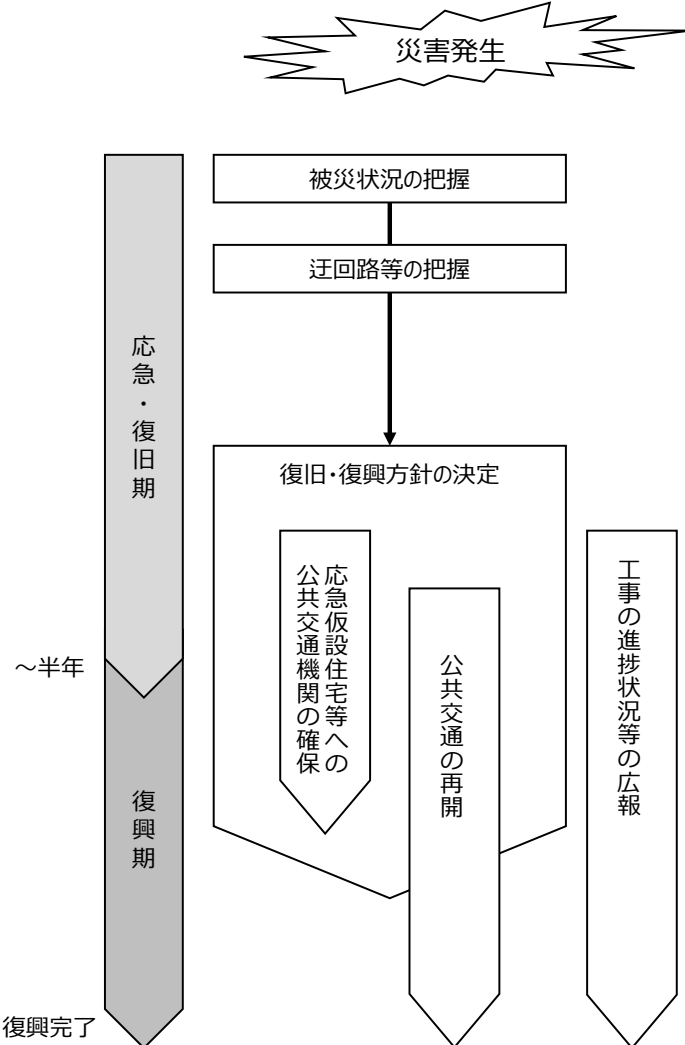 災害発生
被災状況の把握
迂回路等の把握
応急・復旧期
復旧・復興方針の決定
応急仮設住宅等への
公共交通機関の確保
公共交通の再開
工事の進捗状況等の広報
～半年
復興期
復興完了